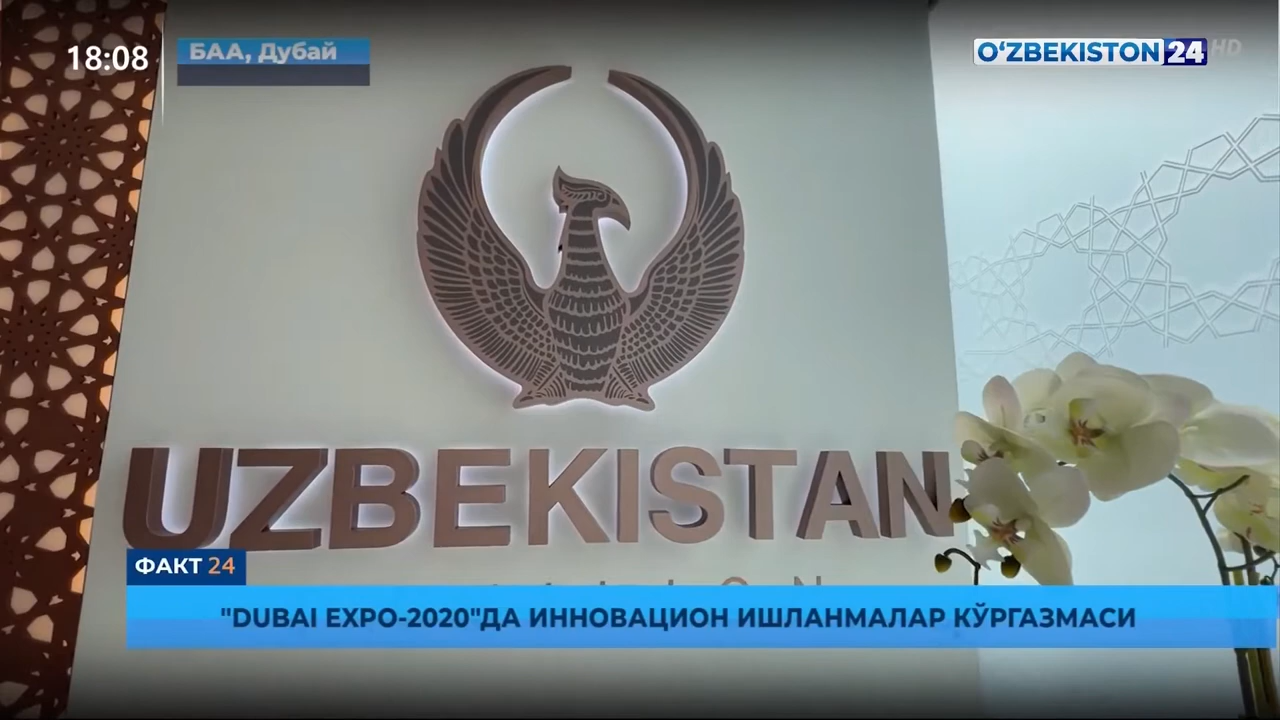 18:08
БАА, Дубай
O‘ZBEKISTON 24 HD
UZBEKISTAN
ФАКТ 24
"DUBAI EXPO-2020"ДА ИННОВАЦИОН ИШЛАНМАЛАР КЎРГАЗМАСИ